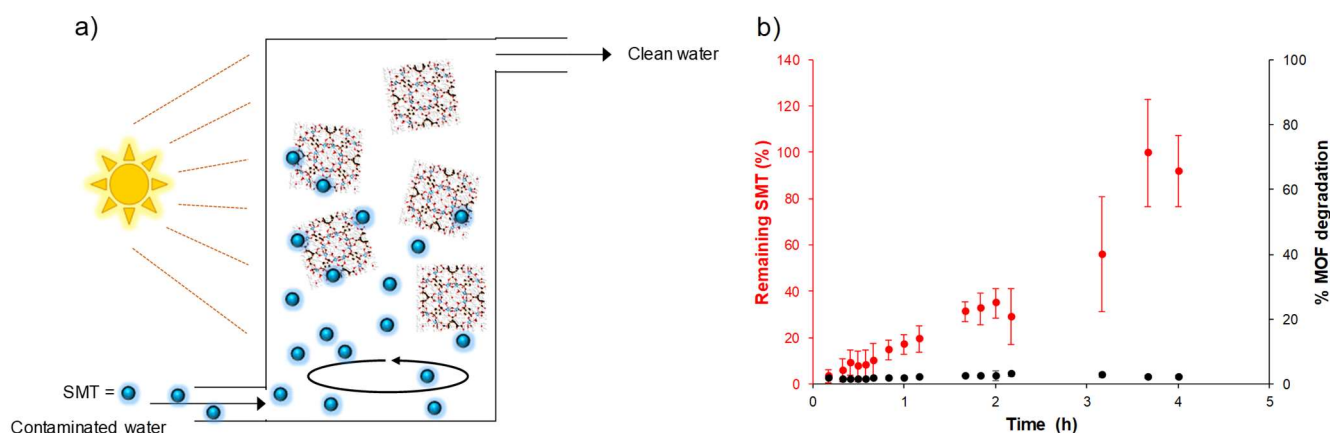 a)
Clean water
SMT =
Contaminated water
b)
Remaining SMT (%)
140
120
100
80
60
40
20
0
0
1
2
3
4
5
Time (h)
100
80
60
40
20
0
% MOF degradation